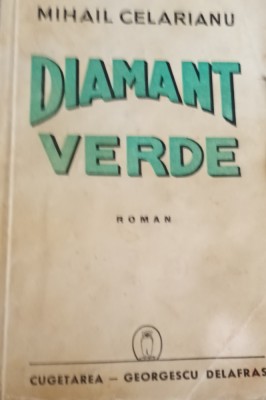 MIHAIL CELARIANU
DIAMANT
VERDE
ROMAN
CUGETAREA — GEORGESCU DELAFRAS